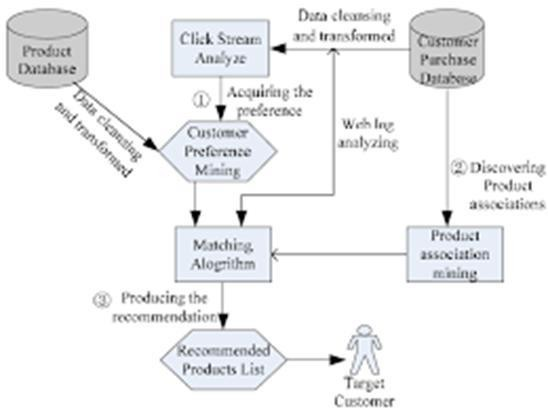 Product
Database
Click Stream
Analyze
Data cleansing
and transformed
Customer
Purchase
Database
① Acquiring the
preference
Data cleansing
and transformed
Customer
Preference
Mining
Web log
analyzing
② Discovering
Product
associations
Matching
Alogrithm
Product
association
mining
③ Producing the
recommendation
Recommended
Products List
Target
Customer